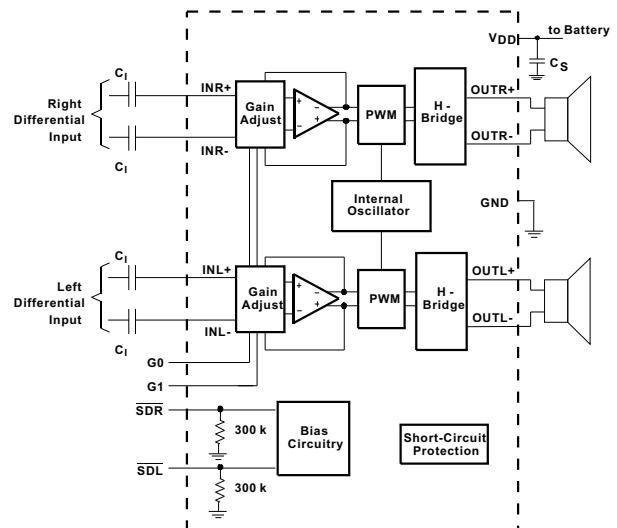 VDD
to Battery
CS
CI
INR+
OUTR+
Right
Differential
Input
Gain
Adjust
+ −
− +
PWM
H -
Bridge
INR-
OUTR-
CI
Internal
Oscillator
GND
CI
INL+
OUTL+
Left
Differential
Input
Gain
Adjust
+ −
− +
PWM
H -
Bridge
INL-
OUTL-
CI
G0
G1
SDR
300 k
Bias
Circuitry
Short-Circuit
Protection
SDL
300 k